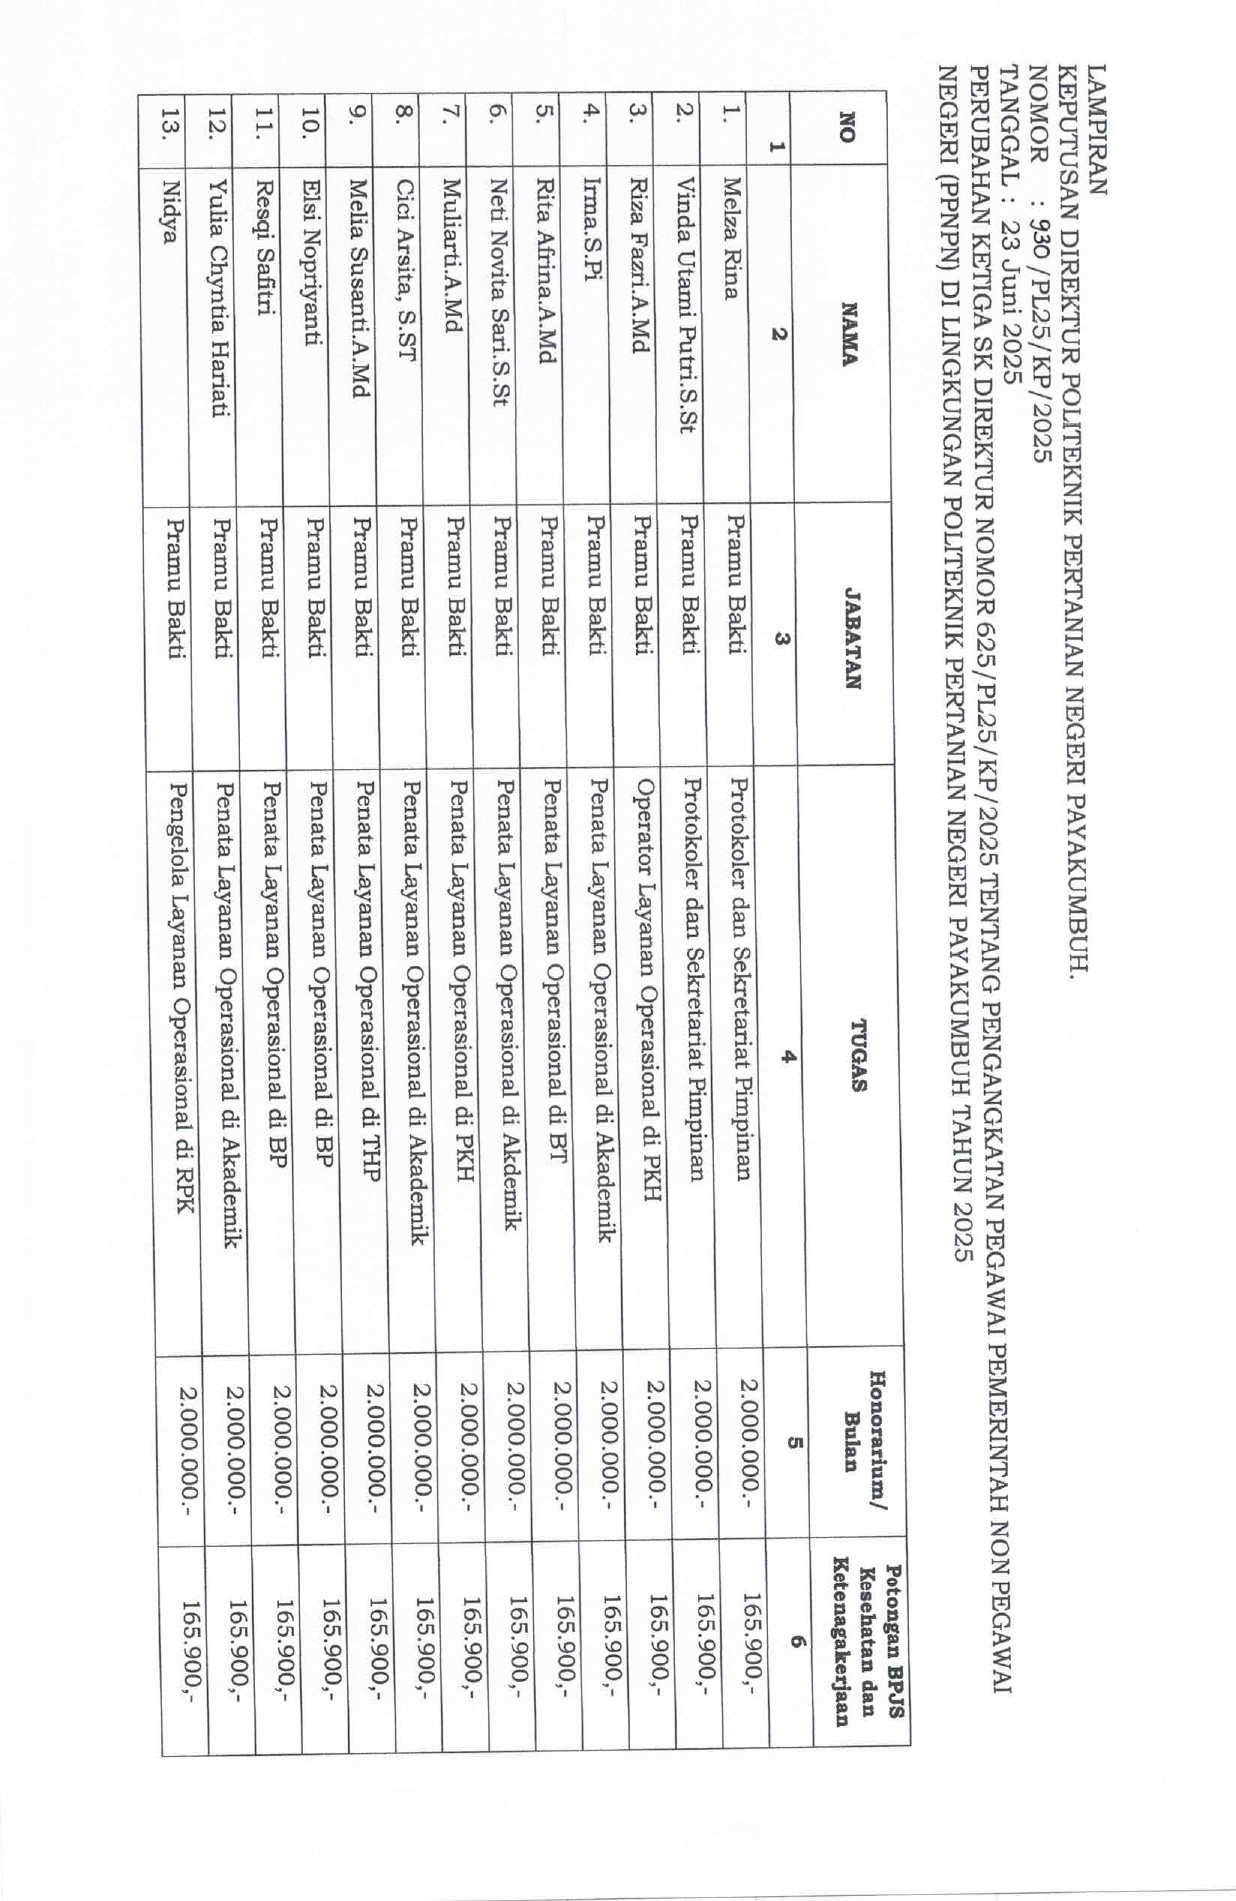 LAMPIRAN
KEPUTUSAN DIREKTUR POLITEKNIK PERTANIAN NEGERI PAYAKUMBUH.
NOMOR : 930 /PL25/KP/2025
TANGGAL : 23 Juni 2025
PERUBAHAN KETIGA SK DIREKTUR NOMOR 625/PL25/KP/2025 TENTANG PENGANGKATAN PEGAWAI PEMERINTAH NON PEGAWAI
NEGERI (PPNPN) DI LINGKUNGAN POLITEKNIK PERTANIAN NEGERI PAYAKUMBUH TAHUN 2025
NO NAMA JABATAN TUGAS Honorarium/ Bulan Potongan BPJS Kesehatan dan Ketenagakerjaan
1 2 3 4 5 6
1. Melza Rina Pramu Bakti Protokoler dan Sekretariat Pimpinan 2.000.000.- 165.900,-
2. Vinda Utami Putri.S.St Pramu Bakti Protokoler dan Sekretariat Pimpinan 2.000.000.- 165.900,-
3. Riza Fazri.A.Md Pramu Bakti Operator Layanan Operasional di PKH 2.000.000.- 165.900,-
4. Irma.S.Pi Pramu Bakti Penata Layanan Operasional di Akademik 2.000.000.- 165.900,-
5. Rita Afrina.A.Md Pramu Bakti Penata Layanan Operasional di BT 2.000.000.- 165.900,-
6. Neti Novita Sari.S.St Pramu Bakti Penata Layanan Operasional di Akdemik 2.000.000.- 165.900,-
7. Muliarti.A.Md Pramu Bakti Penata Layanan Operasional di PKH 2.000.000.- 165.900,-
8. Cici Arsita, S.ST Pramu Bakti Penata Layanan Operasional di Akademik 2.000.000.- 165.900,-
9. Melia Susanti.A.Md Pramu Bakti Penata Layanan Operasional di THP 2.000.000.- 165.900,-
10. Elsi Nopriyanti Pramu Bakti Penata Layanan Operasional di BP 2.000.000.- 165.900,-
11. Resqi Safitri Pramu Bakti Penata Layanan Operasional di BP 2.000.000.- 165.900,-
12. Yulia Chyntia Hariati Pramu Bakti Penata Layanan Operasional di Akademik 2.000.000.- 165.900,-
13. Nidya Pramu Bakti Pengelola Layanan Operasional di RPK 2.000.000.- 165.900,-